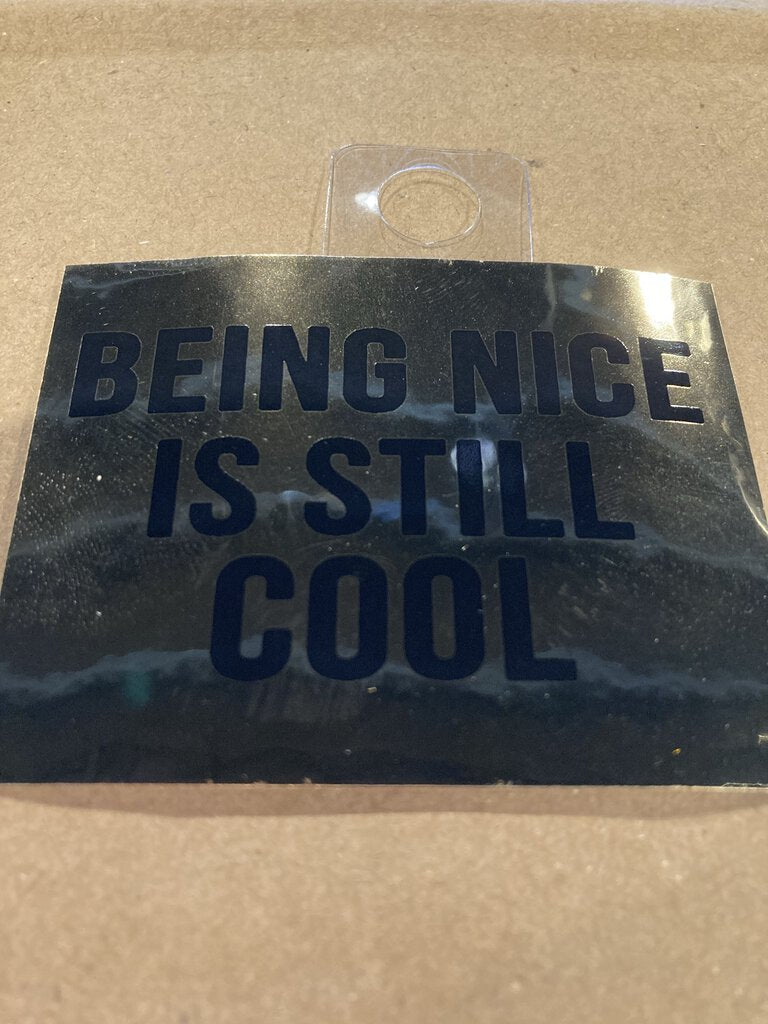 BEING NICE
IS STILL
COOL